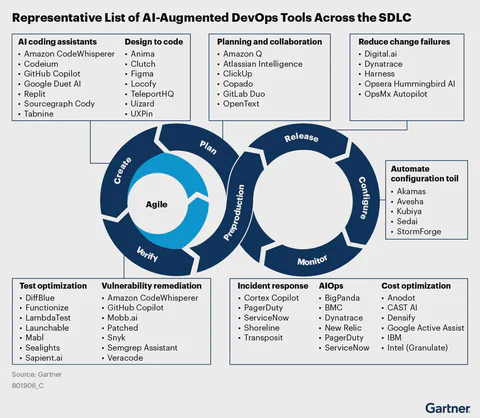 Representative List of AI-Augmented DevOps Tools Across the SDLC
AI coding assistants
• Amazon CodeWhisperer
• Codeium
• GitHub Copilot
• Google Duet AI
• Replit
• Sourcegraph Cody
• Tabnine
Design to code
• Anima
• Clutch
• Figma
• Locofy
• TeleportHQ
• Uizard
• UXPin
Planning and collaboration
• Amazon Q
• Atlassian Intelligence
• ClickUp
• Copado
• GitLab Duo
• OpenText
Reduce change failures
• Digital.ai
• Dynatrace
• Harness
• Opsera Hummingbird AI
• OpsMx Autopilot
Plan
Create
Agile
Verify
Preproduction
Release
Configure
Monitor
Automate
configuration toil
• Akamas
• Avesha
• Kubiya
• Sedai
• StormForge
Test optimization
• DiffBlue
• Functionize
• LambdaTest
• Launchable
• Mabl
• Sealights
• Sapient.ai
Vulnerability remediation
• Amazon CodeWhisperer
• GitHub Copilot
• Mobb.ai
• Patched
• Snyk
• Semgrep Assistant
• Veracode
Incident response
• Cortex Copilot
• PagerDuty
• ServiceNow
• Shoreline
• Transposit
AIOps
• BigPanda
• BMC
• Dynatrace
• New Relic
• PagerDuty
• ServiceNow
Cost optimization
• Anodot
• CAST AI
• Densify
• Google Active Assist
• IBM
• Intel (Granulate)
Source: Gartner
801906_C
Gartner